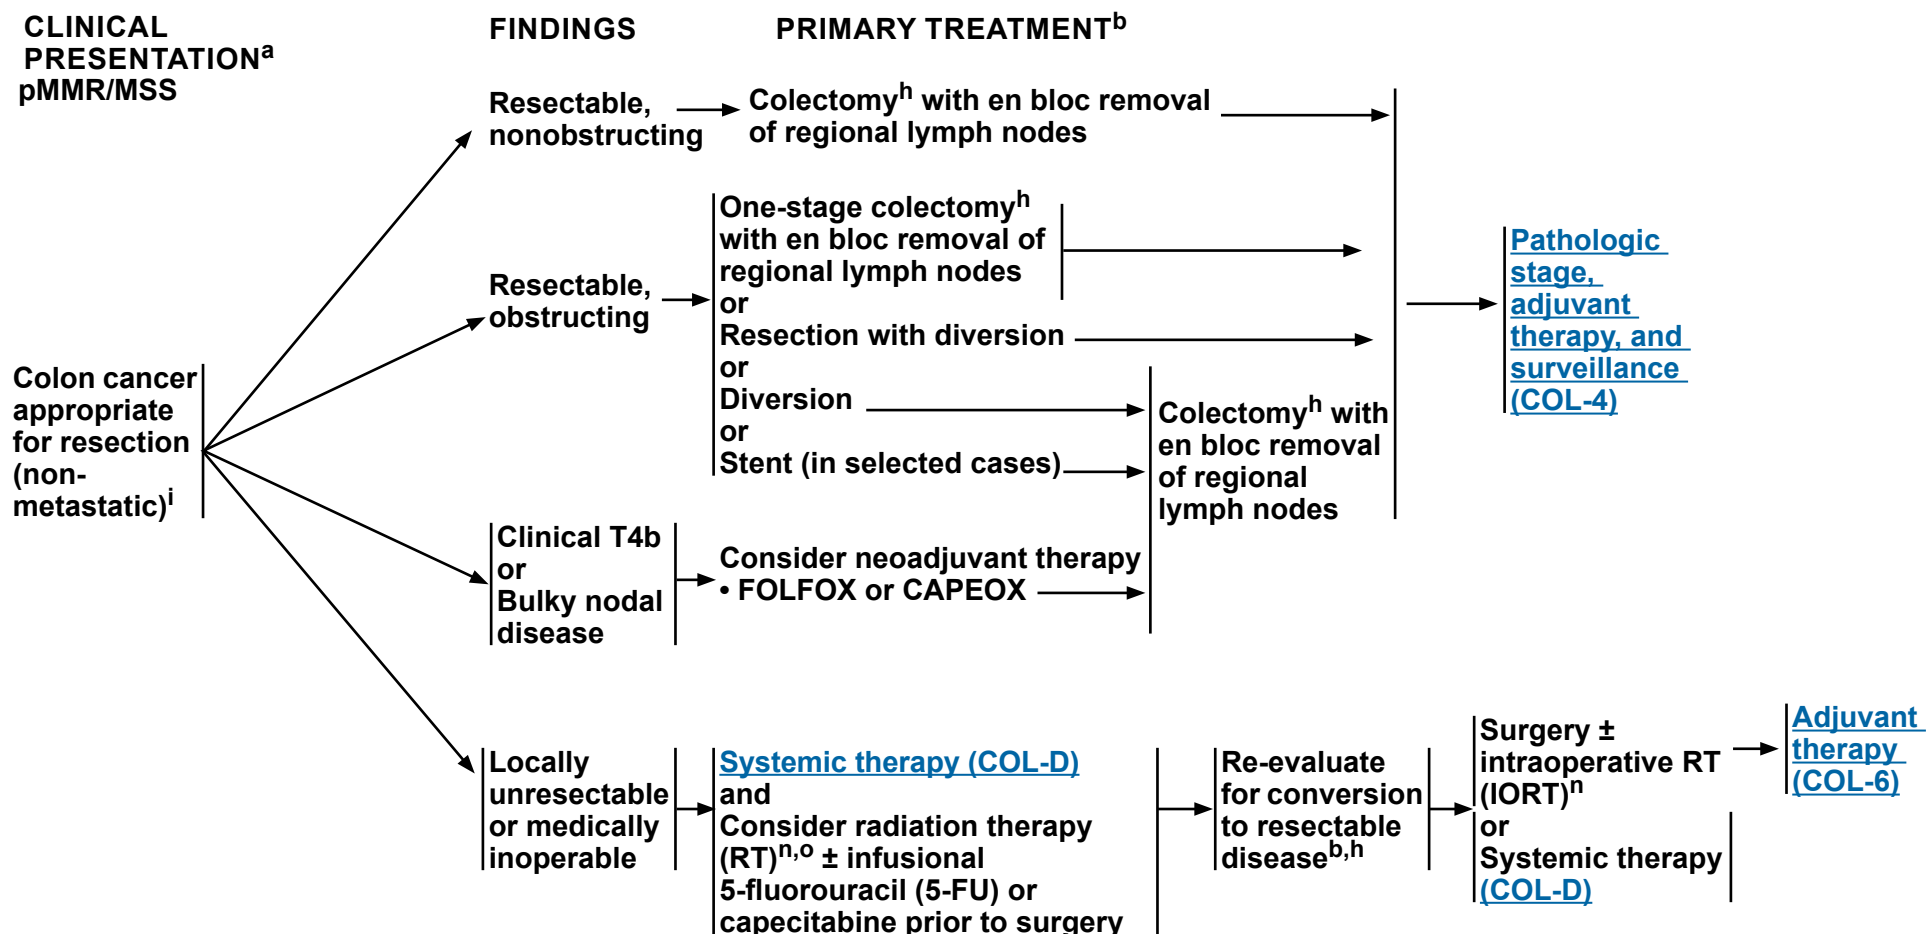 CLINICAL
PRESENTATIONa
pMMR/MSS
FINDINGS
PRIMARY TREATMENTb
Colon cancer
appropriate
for resection
(non-
metastatic)i
Resectable,
nonobstructing
Colectomyh with en bloc removal
of regional lymph nodes
Resectable,
obstructing
One-stage colectomyh
with en bloc removal of
regional lymph nodes
or
Resection with diversion
or
Diversion
or
Stent (in selected cases)
Clinical T4b
or
Bulky nodal
disease
Consider neoadjuvant therapy
• FOLFOX or CAPEOX
Colectomyh with
en bloc removal
of regional
lymph nodes
Pathologic
stage,
adjuvant
therapy, and
surveillance
(COL-4)
Locally
unresectable
or medically
inoperable
Systemic therapy (COL-D)
and
Consider radiation therapy
(RT)n,o ± infusional
5-fluorouracil (5-FU) or
capecitabine prior to surgery
Re-evaluate
for conversion
to resectable
diseaseb,h
Surgery ±
intraoperative RT
(IORT)n
or
Systemic therapy
(COL-D)
Adjuvant
therapy
(COL-6)